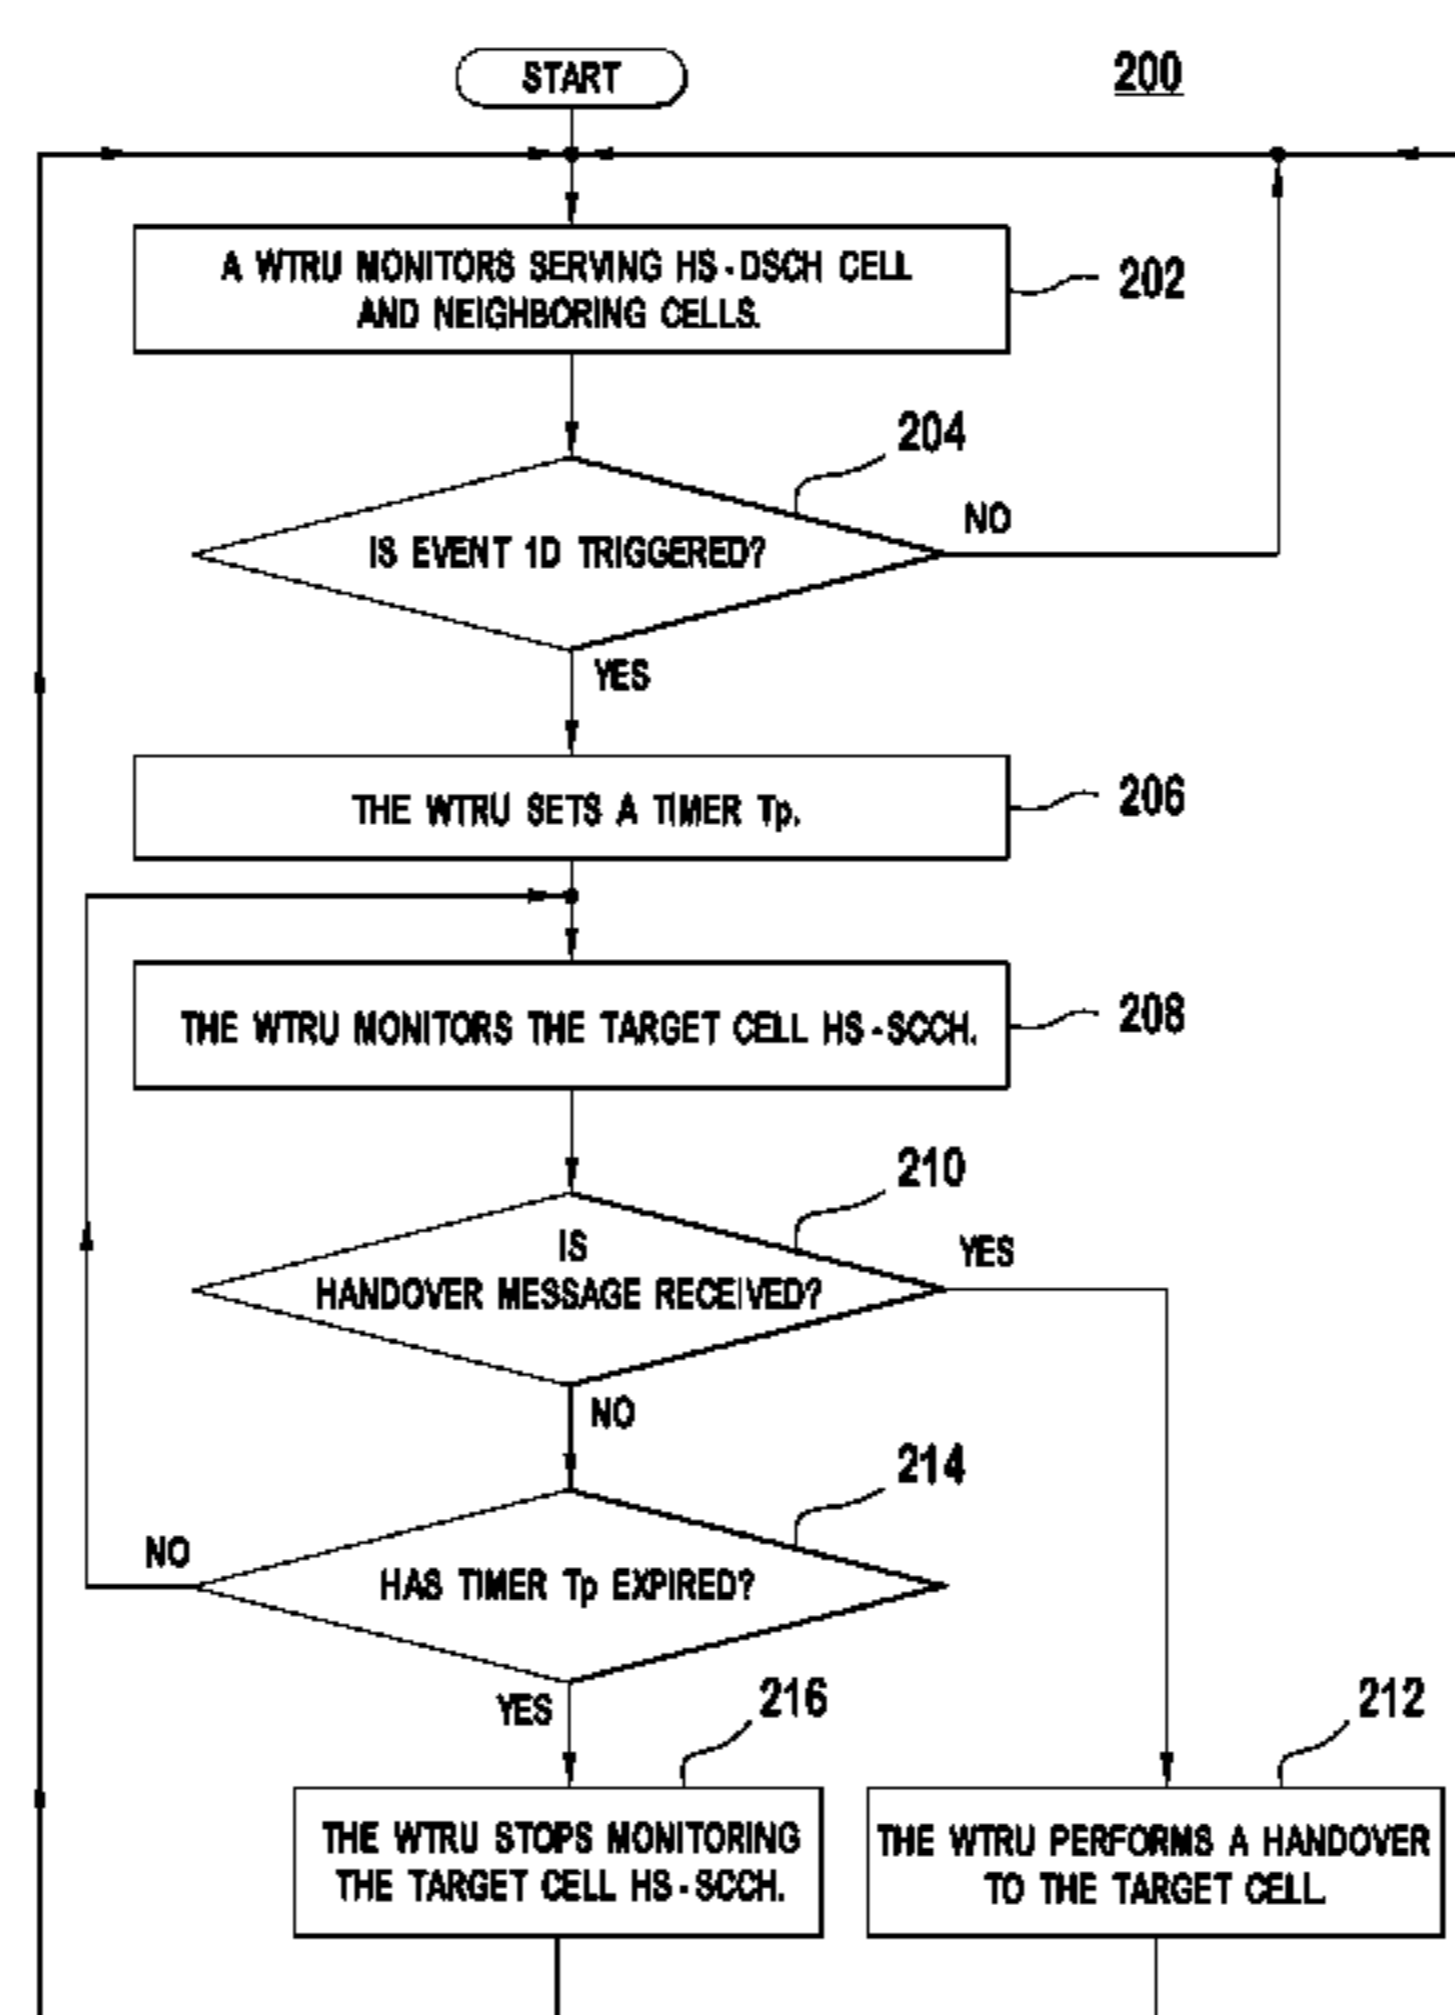 START
200
A WTRU MONITORS SERVING HS-DSCH CELL
AND NEIGHBORING CELLS.
202
204
IS EVENT 1D TRIGGERED?
NO
YES
THE WTRU SETS A TIMER Tp.
206
THE WTRU MONITORS THE TARGET CELL HS-SCCH.
208
210
IS
HANDOVER MESSAGE RECEIVED?
YES
NO
214
HAS TIMER Tp EXPIRED?
NO
YES
216
212
THE WTRU STOPS MONITORING
THE TARGET CELL HS-SCCH.
THE WTRU PERFORMS A HANDOVER
TO THE TARGET CELL.